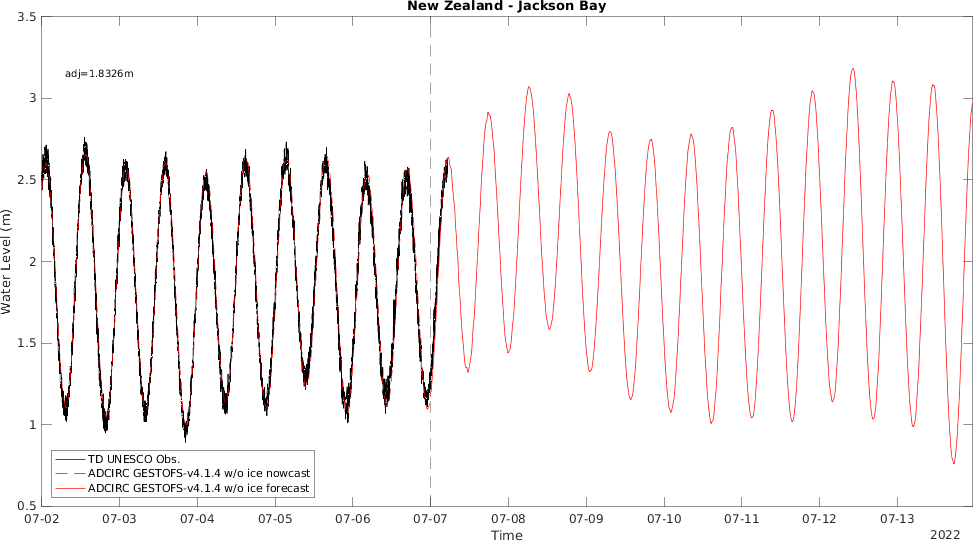 New Zealand - Jackson Bay
3.5
adj=1.8326m
3
2.5
2
1.5
1
0.5
Water Level (m)
TD UNESCO Obs.
ADCIRC GESTOFS-v4.1.4 w/o ice nowcast
ADCIRC GESTOFS-v4.1.4 w/o ice forecast
07-02 07-03 07-04 07-05 07-06 07-07 07-08 07-09 07-10 07-11 07-12 07-13
Time
2022